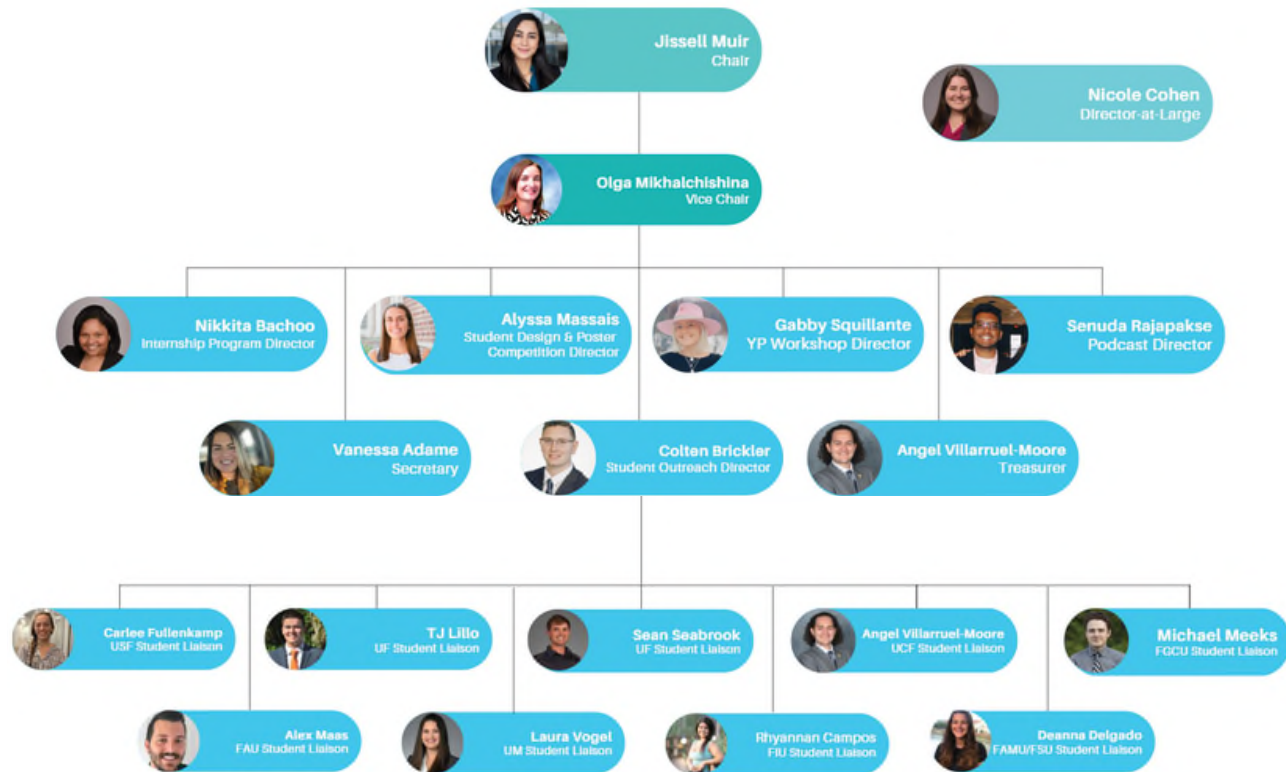 Jissell Muir
Chair
Nicole Cohen
Director-at-Large
Olga Mikhalchishina
Vice Chair
Nikkita Bachoo
Internship Program Director
Alyssa Massais
Student Design & Poster
Competition Director
Gabby Squillante
YP Workshop Director
Senuda Rajapakse
Podcast Director
Vanessa Adame
Secretary
Colten Brickler
Student Outreach Director
Angel Villarruel-Moore
Treasurer
Carlee Fullenkamp
USF Student Liaison
TJ Lillo
UF Student Liaison
Sean Seabrook
UF Student Liaison
Angel Villarruel-Moore
UCF Student Liaison
Michael Meeks
FGCU Student Liaison
Alex Maas
FAU Student Liaison
Laura Vogel
UM Student Liaison
Rhyannan Campos
FIU Student Liaison
Deanna Delgado
FAMU/FSU Student Liaison